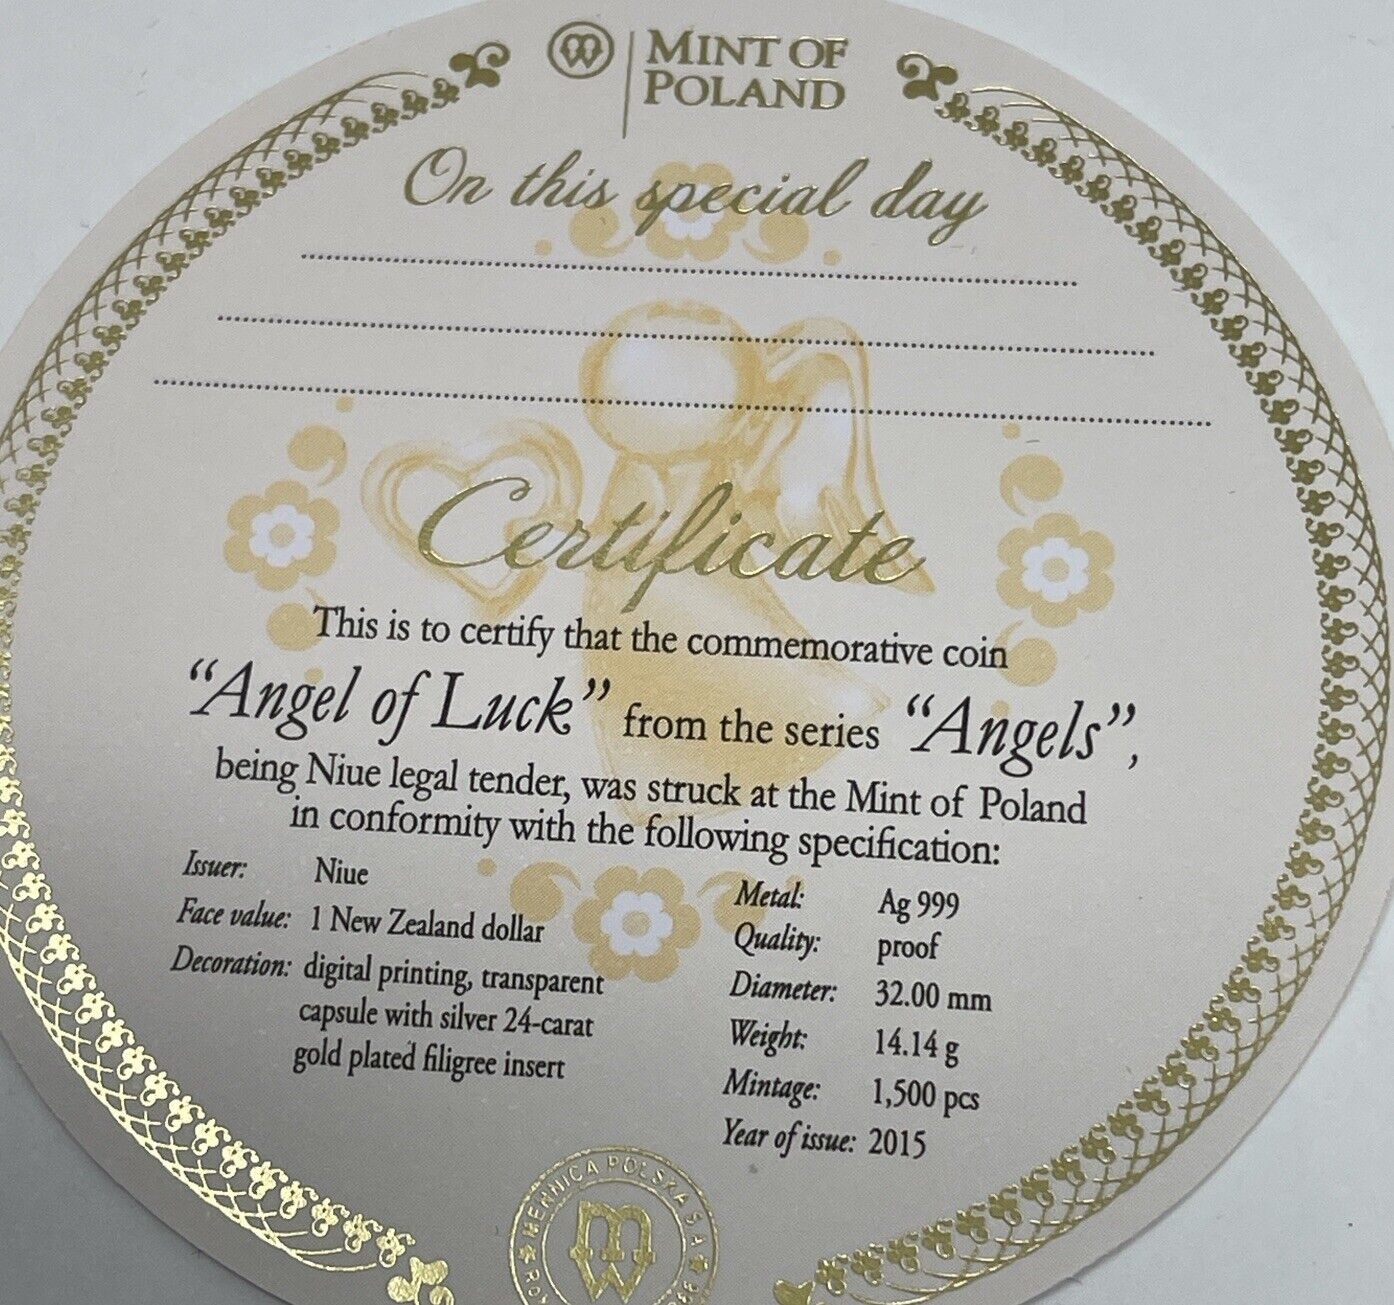 MINT OF
POLAND
On this special day
Certificate
This is to certify that the commemorative coin
“Angel of Luck” from the series “Angels”,
being Niue legal tender, was struck at the Mint of Poland
in conformity with the following specification:
Issuer: Niue
Face value: 1 New Zealand dollar
Decoration: digital printing, transparent
capsule with silver 24-carat
gold plated filigree insert
Metal: Ag 999
Quality: proof
Diameter: 32.00 mm
Weight: 14.14 g
Mintage: 1,500 pcs
Year of issue: 2015
MENNICA POLSKA S.A.